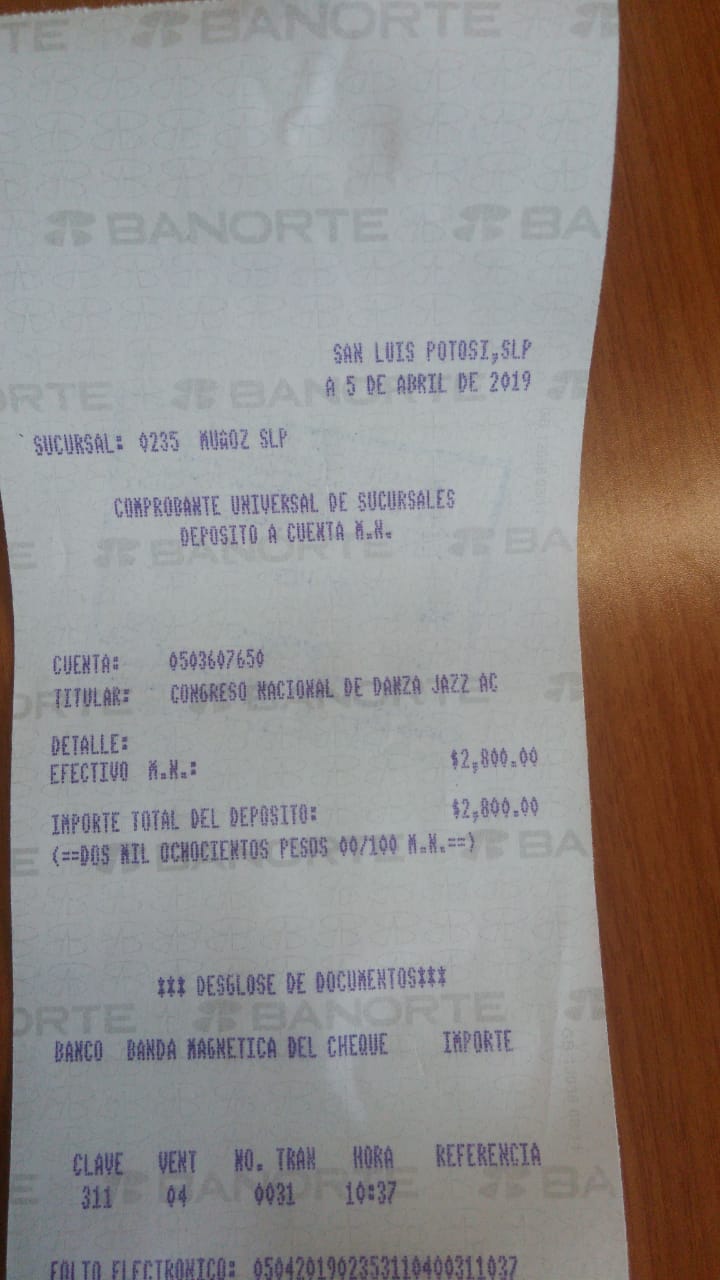 BANORTE
BANORTE BA
SAN LUIS POTOSI,SLP
A 5 DE ABRIL DE 2019
SUCURSAL: 0235 MUGOZ SLP
COMPROBANTE UNIVERSAL DE SUCURSALES
DEPOSITO A CUENTA M.N.
CUENTA: 0503607650
TITULAR: CONGRESO NACIONAL DE DANZA JAZZ AC
DETALLE:
EFECTIVO M.N.: $2,800.00
IMPORTE TOTAL DEL DEPOSITO: $2,800.00
(==DOS MIL OCHOCIENTOS PESOS 00/100 M.N.==)
*** DESGLOSE DE DOCUMENTOS***
BANCO BANDA MAGNETICA DEL CHEQUE IMPORTE
CLAVE VENT NO. TRAN HORA REFERENCIA
311 04 0031 10:37
FOLIO ELECTRONICO: 0504201902353110400311037